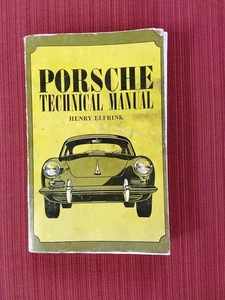 PORSCHE
TECHNICAL MANUAL
HENRY ELFRINK